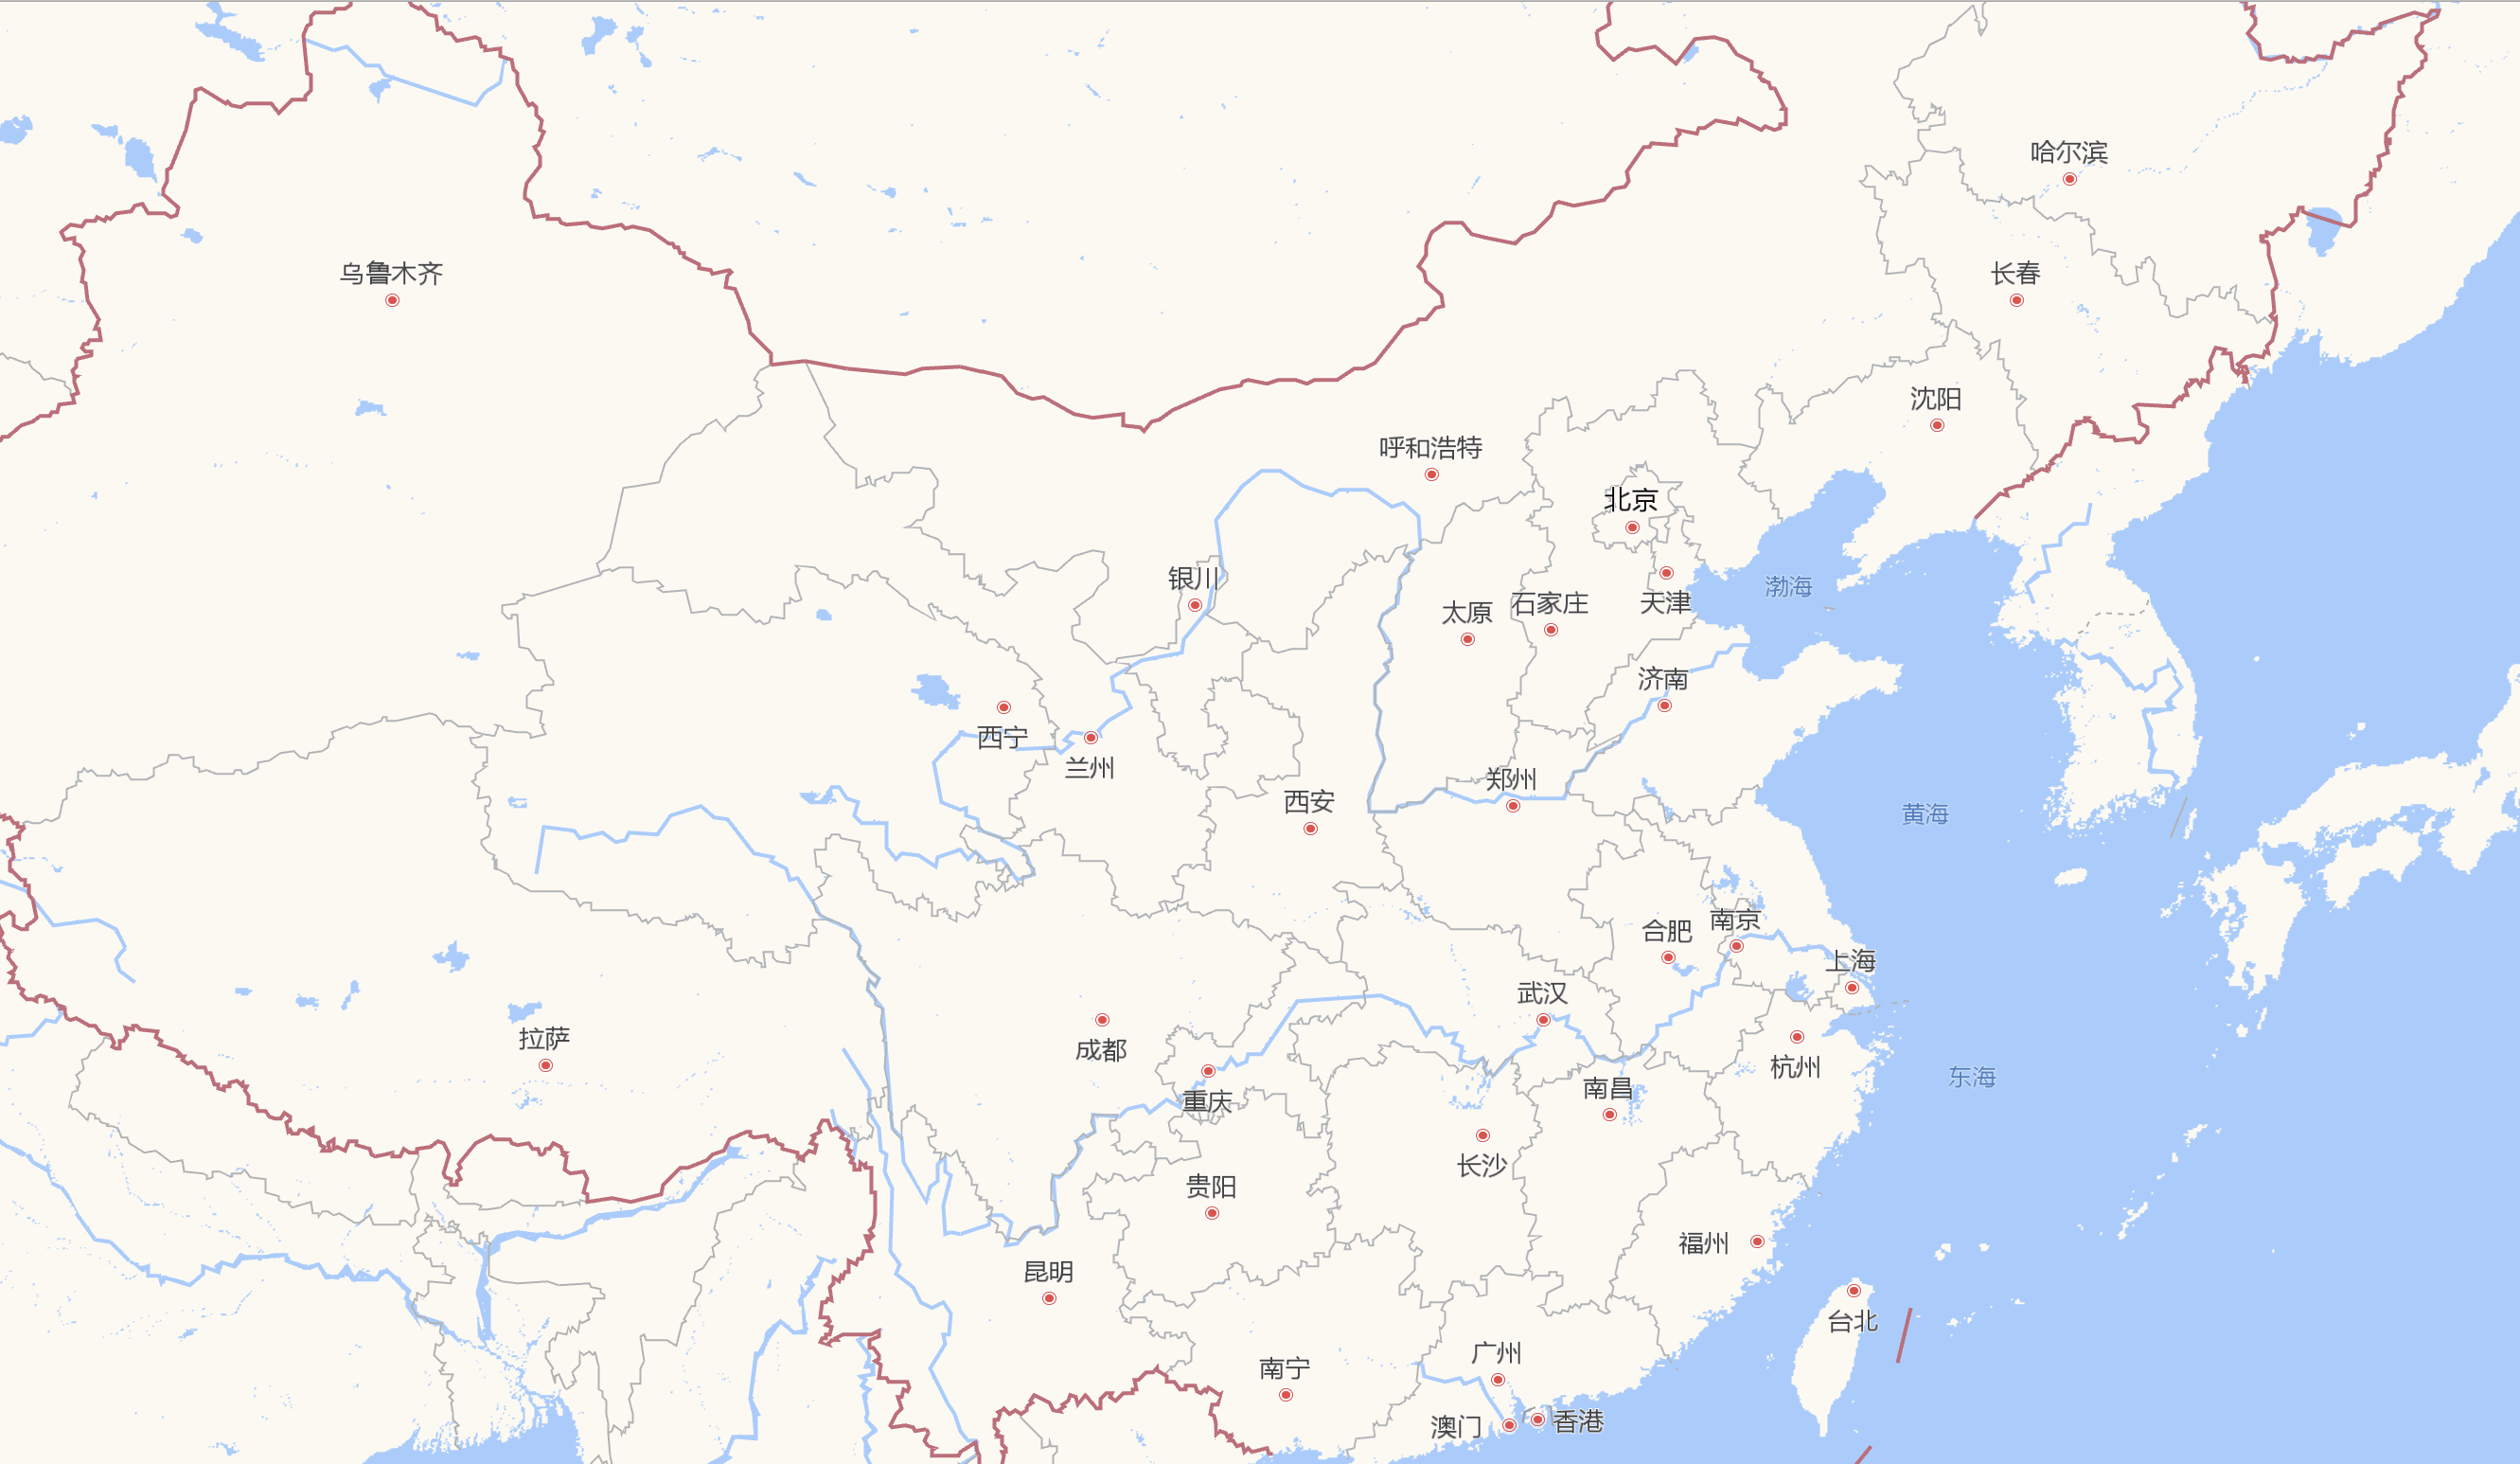 哈尔滨
乌鲁木齐
长春
沈阳
呼和浩特
北京
银川
渤海
太原
石家庄
天津
济南
西宁
兰州
郑州
西安
黄海
合肥
南京
上海
武汉
拉萨
成都
杭州
东海
重庆
南昌
长沙
贵阳
福州
昆明
台北
广州
南宁
澳门
香港